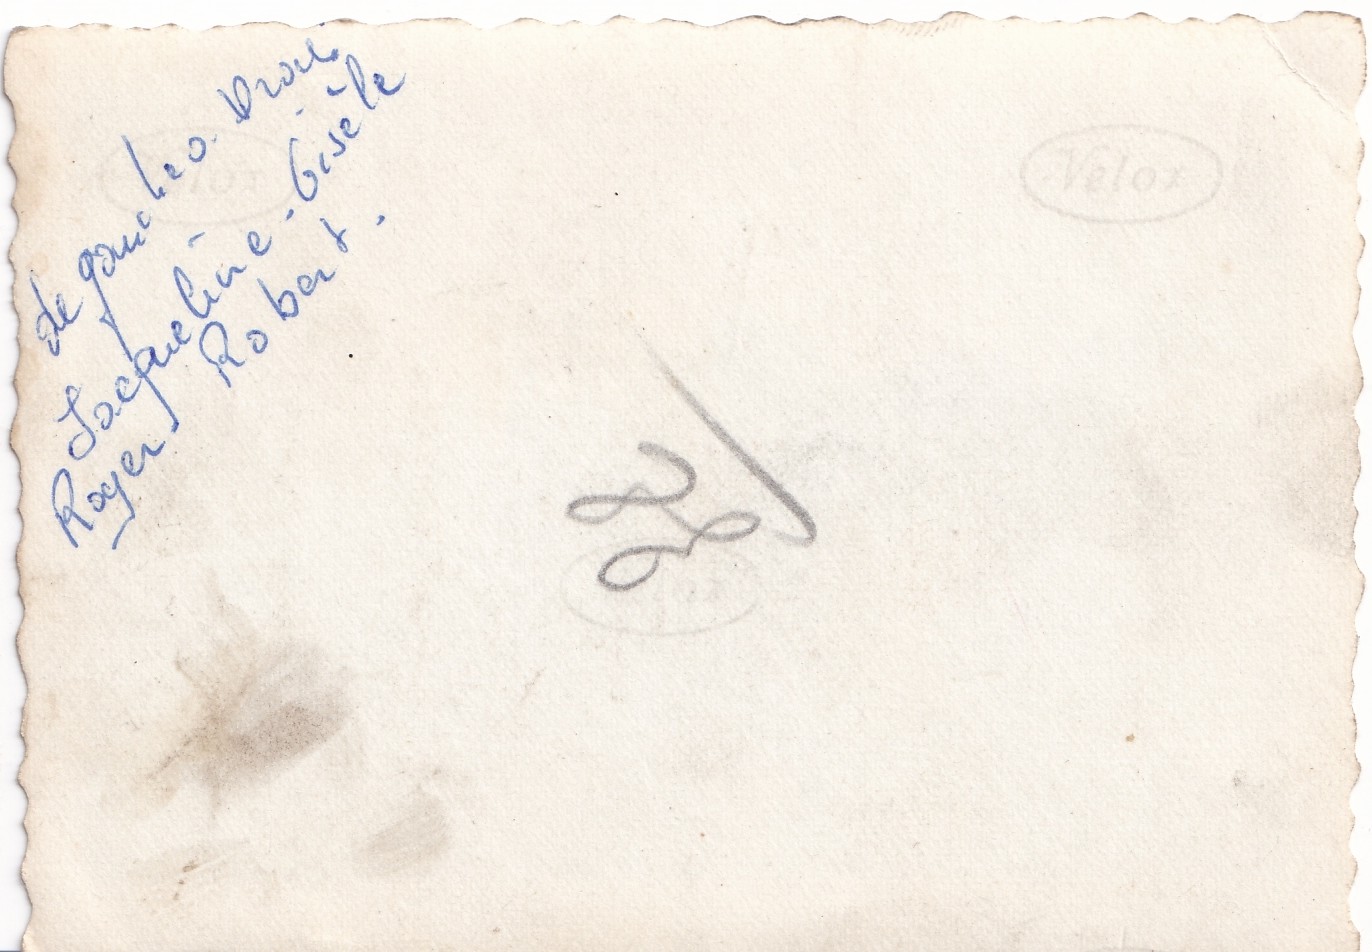 de gauche a. Droite
Jacqueline - Gisèle
Roger Robert.
Velox